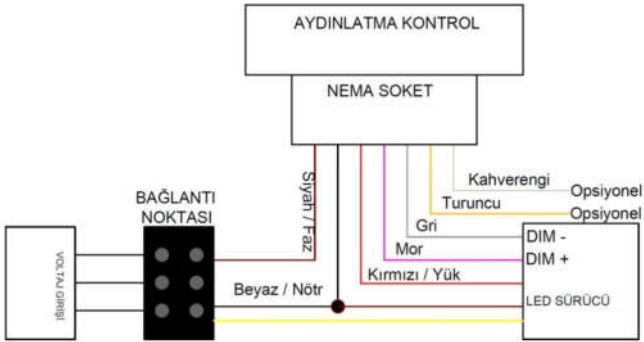 AYDINLATMA KONTROL
NEMA SOKET
Siyah / Faz
Kahverengi
Opsiyonel
Turuncu
Opsiyonel
BAĞLANTI
NOKTASI
Gri
DIM -
Mor
DIM +
VOLTAJ GİRİŞİ
Kırmızı / Yük
Beyaz / Nötr
LED SÜRÜCÜ